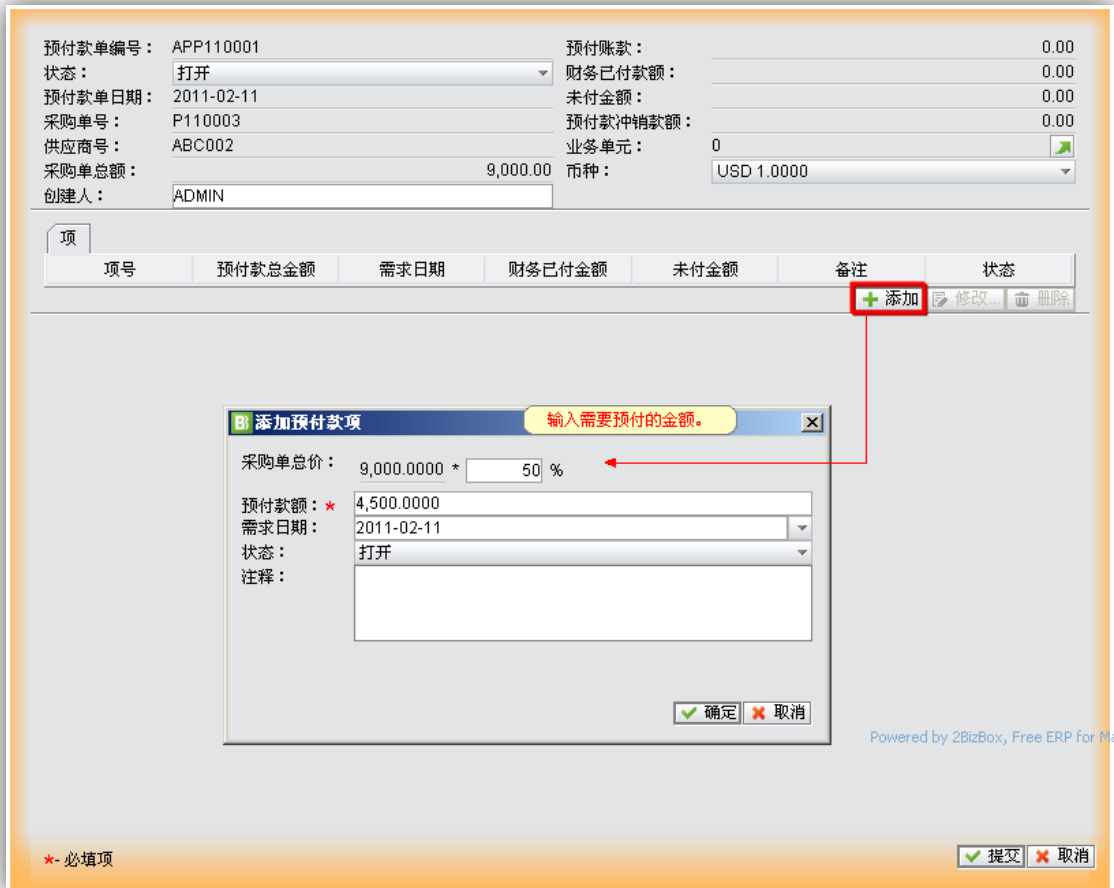 预付款单编号： APP110001 预付账款： 0.00
状态： 打开 财务已付款额： 0.00
预付款单日期： 2011-02-11 未付金额： 0.00
采购单号： P110003 预付款冲销款额： 0.00
供应商号： ABC002 业务单元： 0
采购单总额： 9,000.00 币种： USD 1.0000
创建人： ADMIN
项
项号 预付款总金额 需求日期 财务已付金额 未付金额 备注 状态
添加 修改... 删除
添加预付款项 输入需要预付的金额。
采购单总价： 9,000.0000 * 50 %
预付款额：* 4,500.0000
需求日期： 2011-02-11
状态： 打开
注释：
确定 取消
Powered by 2BizBox, Free ERP for Ma
*- 必填项 提交 取消